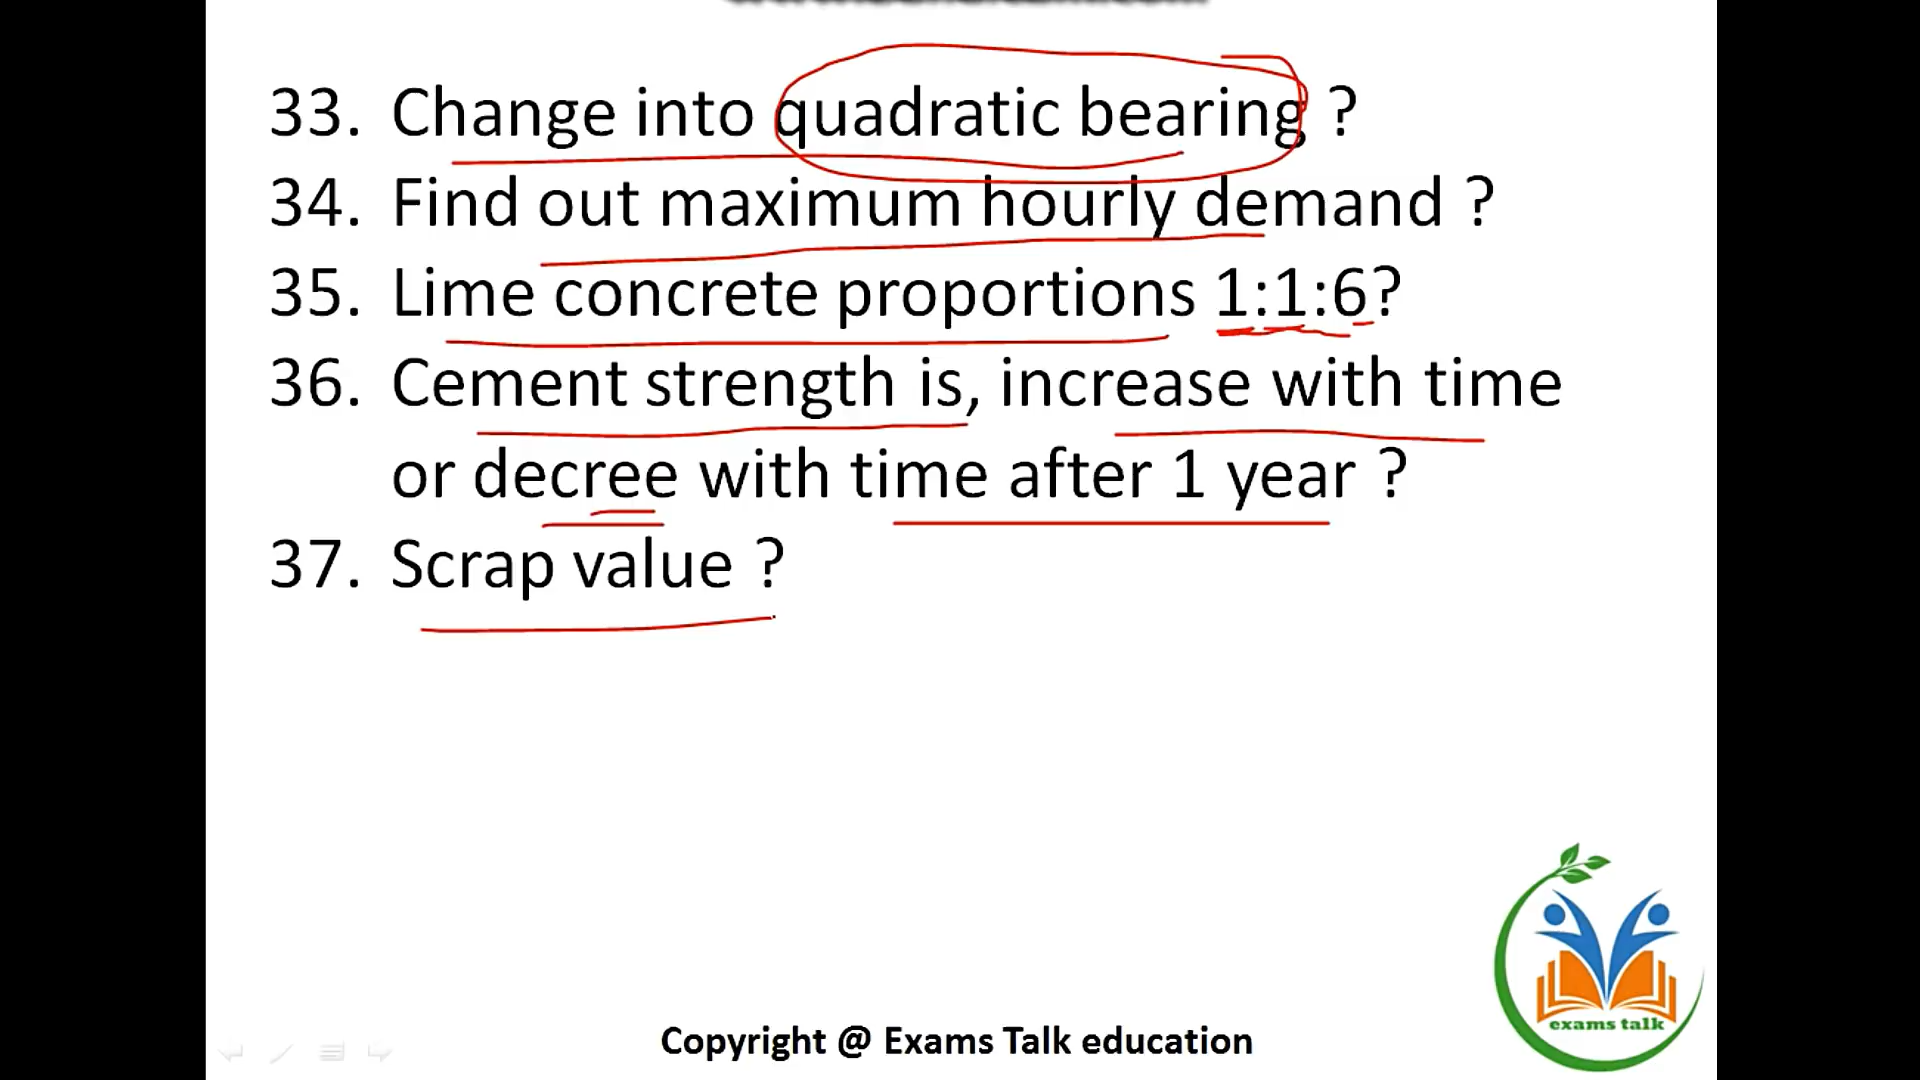 33. Change into quadratic bearing ?
34. Find out maximum hourly demand ?
35. Lime concrete proportions 1:1:6?
36. Cement strength is, increase with time
or decree with time after 1 year ?
37. Scrap value ?
exams talk
Copyright @ Exams Talk education